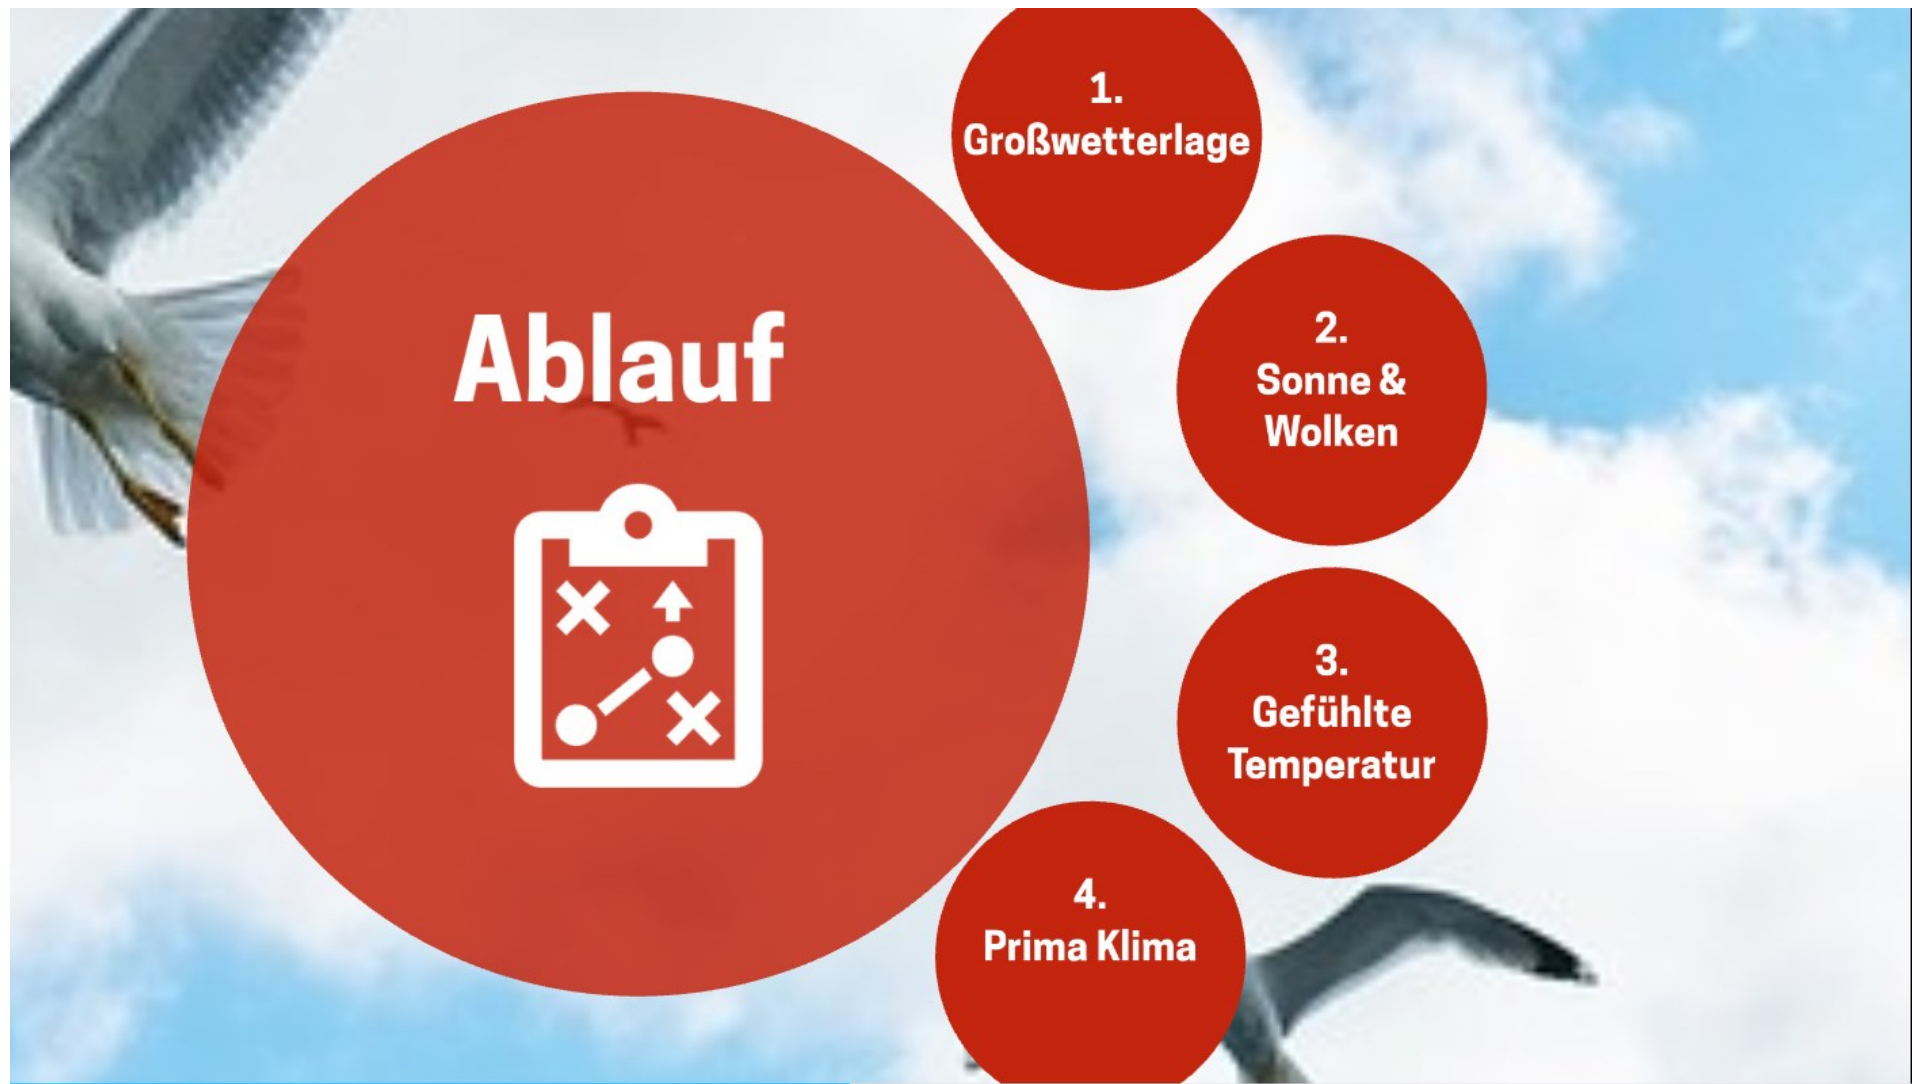 Ablauf
1.
Großwetterlage
2.
Sonne &
Wolken
3.
Gefühlte
Temperatur
4.
Prima Klima